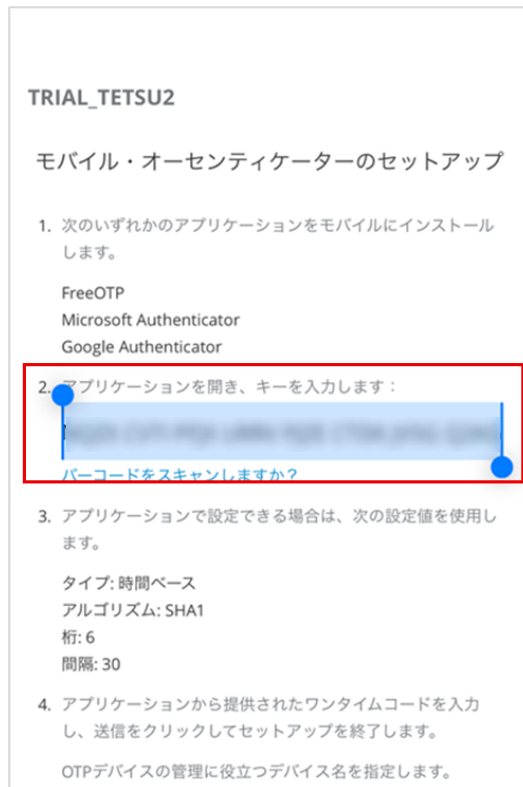 TRIAL_TETSU2
モバイル・オーセンティケーターのセットアップ
1. 次のいずれかのアプリケーションをモバイルにインストール
します。
FreeOTP
Microsoft Authenticator
Google Authenticator
2. アプリケーションを開き、キーを入力します：
バーコードをスキャンしますか？
3. アプリケーションで設定できる場合は、次の設定値を使用し
ます。
タイプ: 時間ベース
アルゴリズム: SHA1
桁: 6
間隔: 30
4. アプリケーションから提供されたワンタイムコードを入力
し、送信をクリックしてセットアップを終了します。
OTPデバイスの管理に役立つデバイス名を指定します。